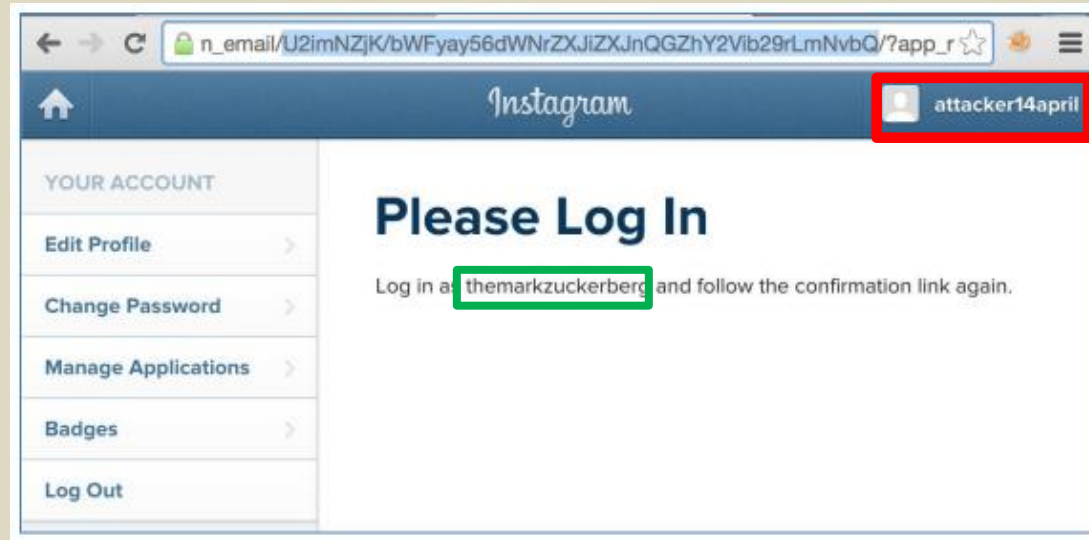 n_email/U2imNZjK/bWFyay56dWNrZXJiZXJnQGZhY2Vib29rLmNvbQ/?app_r
Instagram
attacker14april
YOUR ACCOUNT
Edit Profile
Change Password
Manage Applications
Badges
Log Out
Please Log In
Log in as themarkzuckerberg and follow the confirmation link again.